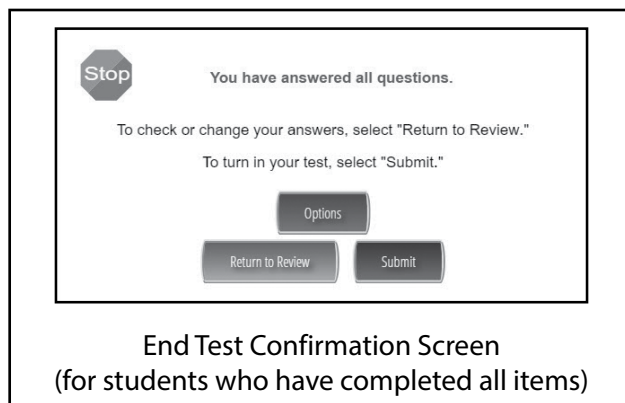 Stop
You have answered all questions.
To check or change your answers, select "Return to Review."
To turn in your test, select "Submit."
Options
Return to Review
Submit
End Test Confirmation Screen
(for students who have completed all items)